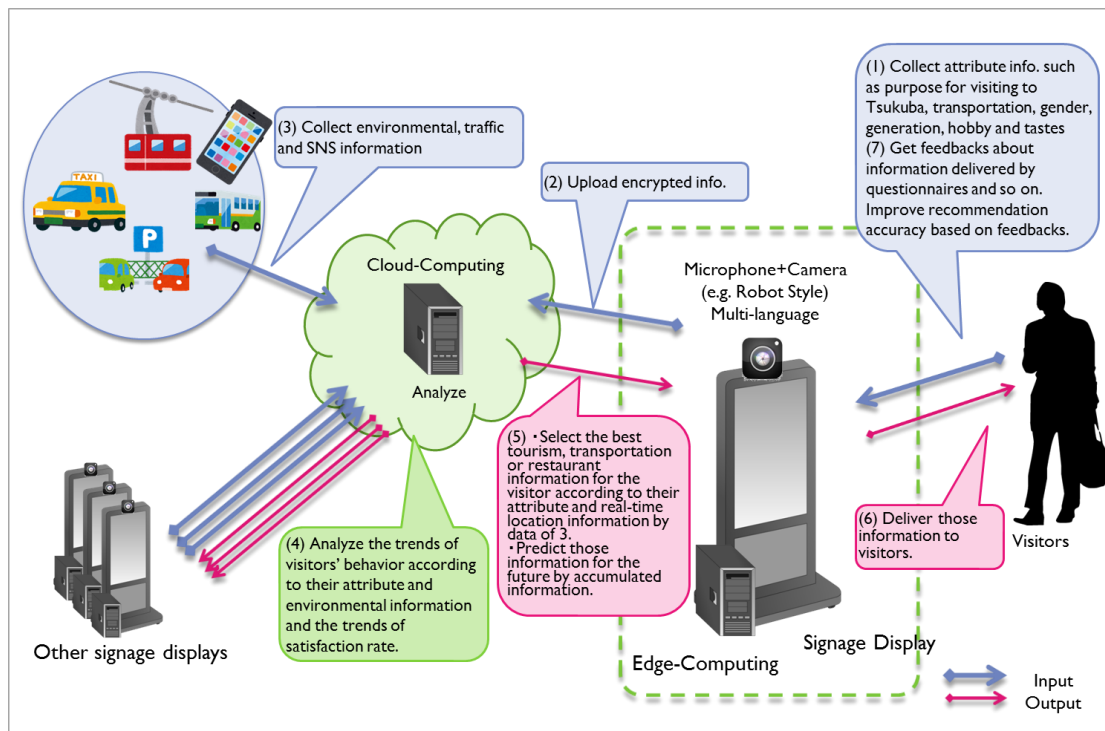 (1) Collect attribute info. such
as purpose for visiting to
Tsukuba, transportation, gender,
generation, hobby and tastes
(7) Get feedbacks about
information delivered by
questionnaires and so on.
Improve recommendation
accuracy based on feedbacks.
(3) Collect environmental, traffic
and SNS information
(2) Upload encrypted info.
TAXI
P
Cloud-Computing
Analyze
Microphone+Camera
(e.g. Robot Style)
Multi-language
(5) ・Select the best
tourism, transportation
or restaurant
information for the
visitor according to their
attribute and real-time
location information by
data of 3.
・Predict those
information for the
future by accumulated
information.
(4) Analyze the trends of
visitors’ behavior according
to their attribute and
environmental information
and the trends of
satisfaction rate.
(6) Deliver those
information to
visitors.
Visitors
Other signage displays
Edge-Computing
Signage Display
Input
Output